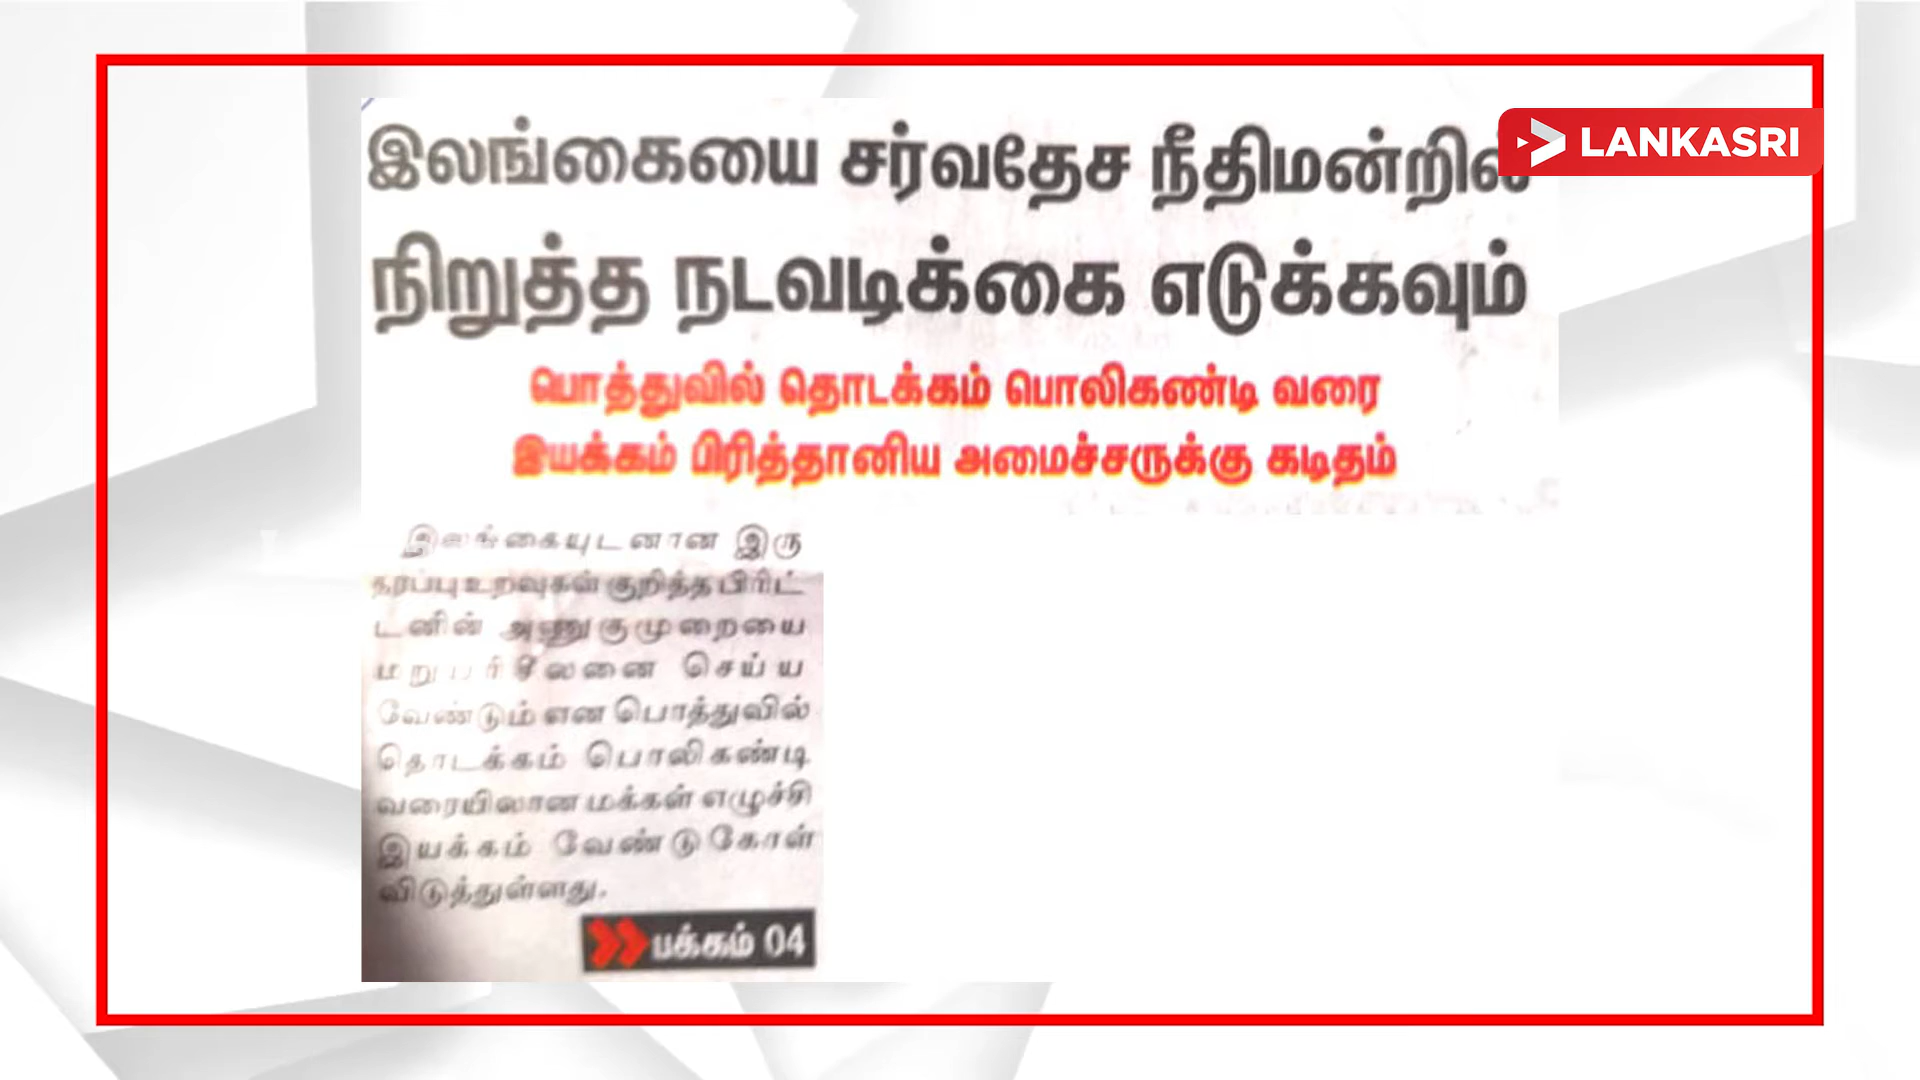 இலங்கையை சர்வதேச நீதிமன்றில்
LANKASRI
நிறுத்த நடவடிக்கை எடுக்கவும்
பொத்துவில் தொடக்கம் பொலிகண்டி வரை
இயக்கம் பிரித்தானிய அமைச்சருக்கு கடிதம்
இலங்கையுடனான இரு
தரப்பு உறவுகள் குறித்த பிரிட்
டனின் அணுகுமுறையை
மறுபரிசீலனை செய்ய
வேண்டும் என பொத்துவில்
தொடக்கம் பொலிகண்டி
வரையிலான மக்கள் எழுச்சி
இயக்கம் வேண்டுகோள்
விடுத்துள்ளது.
பக்கம் 04